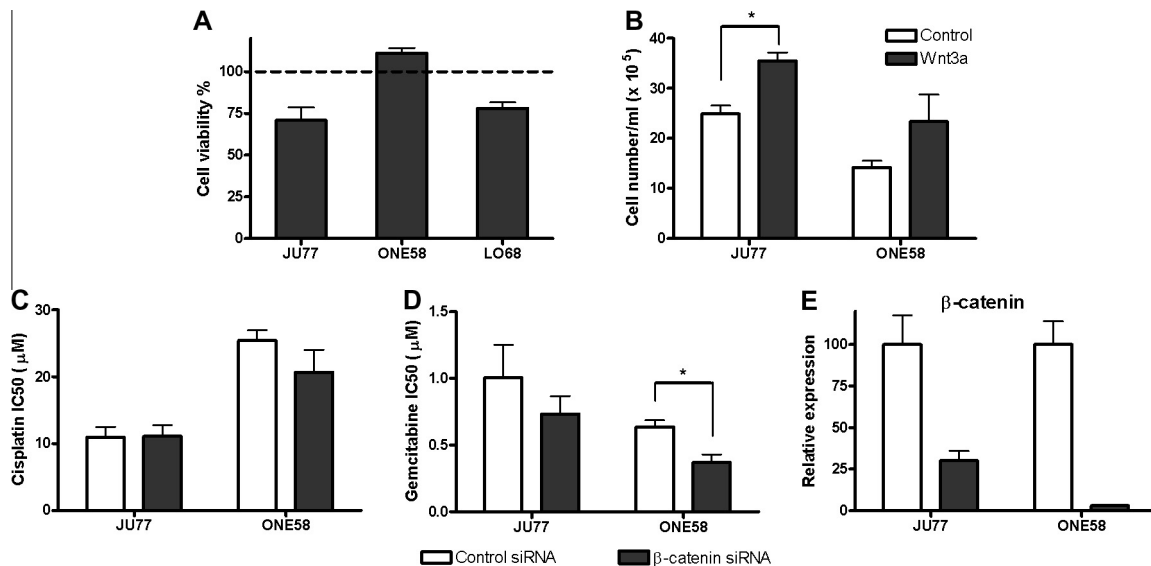 A
Cell viability %
100
75
50
25
0
JU77 ONE58 LO68
B
*
Control
Wnt3a
Cell number/ml (x 10⁵)
40
30
20
10
0
JU77 ONE58
C
Cisplatin IC50 ( μM)
30
20
10
0
JU77 ONE58
D
Gemcitabine IC50 ( μM)
1.5
1.0
0.5
0.0
*
JU77 ONE58
E
β-catenin
Relative expression
100
75
50
25
0
JU77 ONE58
Control siRNA β-catenin siRNA